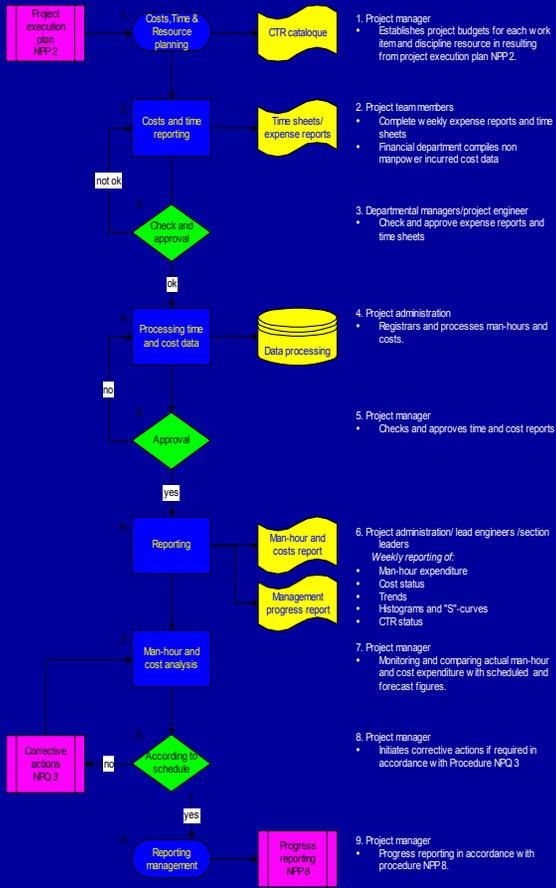 Project
execution
plan
NPP 2
1.
Costs,Time &
Resource
planning
CTR cataloque
1. Project manager
• Establishes project budgets for each work
item and discipline resource in resulting
from project execution plan NPP 2.
2.
Costs and time
reporting
Time sheets/
expense reports
2. Project team members
• Complete weekly expense reports and time
sheets
• Financial department compiles non
manpower incurred cost data
not ok
3.
Check and
approval
3. Departmental managers/project engineer
• Check and approve expense reports and
time sheets
ok
4.
Processing time
and cost data
Data processing
4. Project administration
• Registrars and processes man-hours and
costs.
no
5.
Approval
5. Project manager
• Checks and approves time and cost reports
yes
6.
Reporting
Man-hour and
costs report
Management
progress report
6. Project administration/ lead engineers /section
leaders
Weekly reporting of:
• Man-hour expenditure
• Cost status
• Trends
• Histograms and "S"-curves
• CTR status
7.
Man-hour and
cost analysis
7. Project manager
• Monitoring and comparing actual man-hour
and cost expenditure with scheduled and
forecast figures.
Corrective
actions
NPQ 3
no
8.
According to
schedule
8. Project manager
• Initiates corrective actions if required in
accordance with Procedure NPQ 3
yes
9.
Reporting
management
Progress
reporting
NPP 8
9. Project manager
• Progress reporting in accordance with
procedure NPP 8.